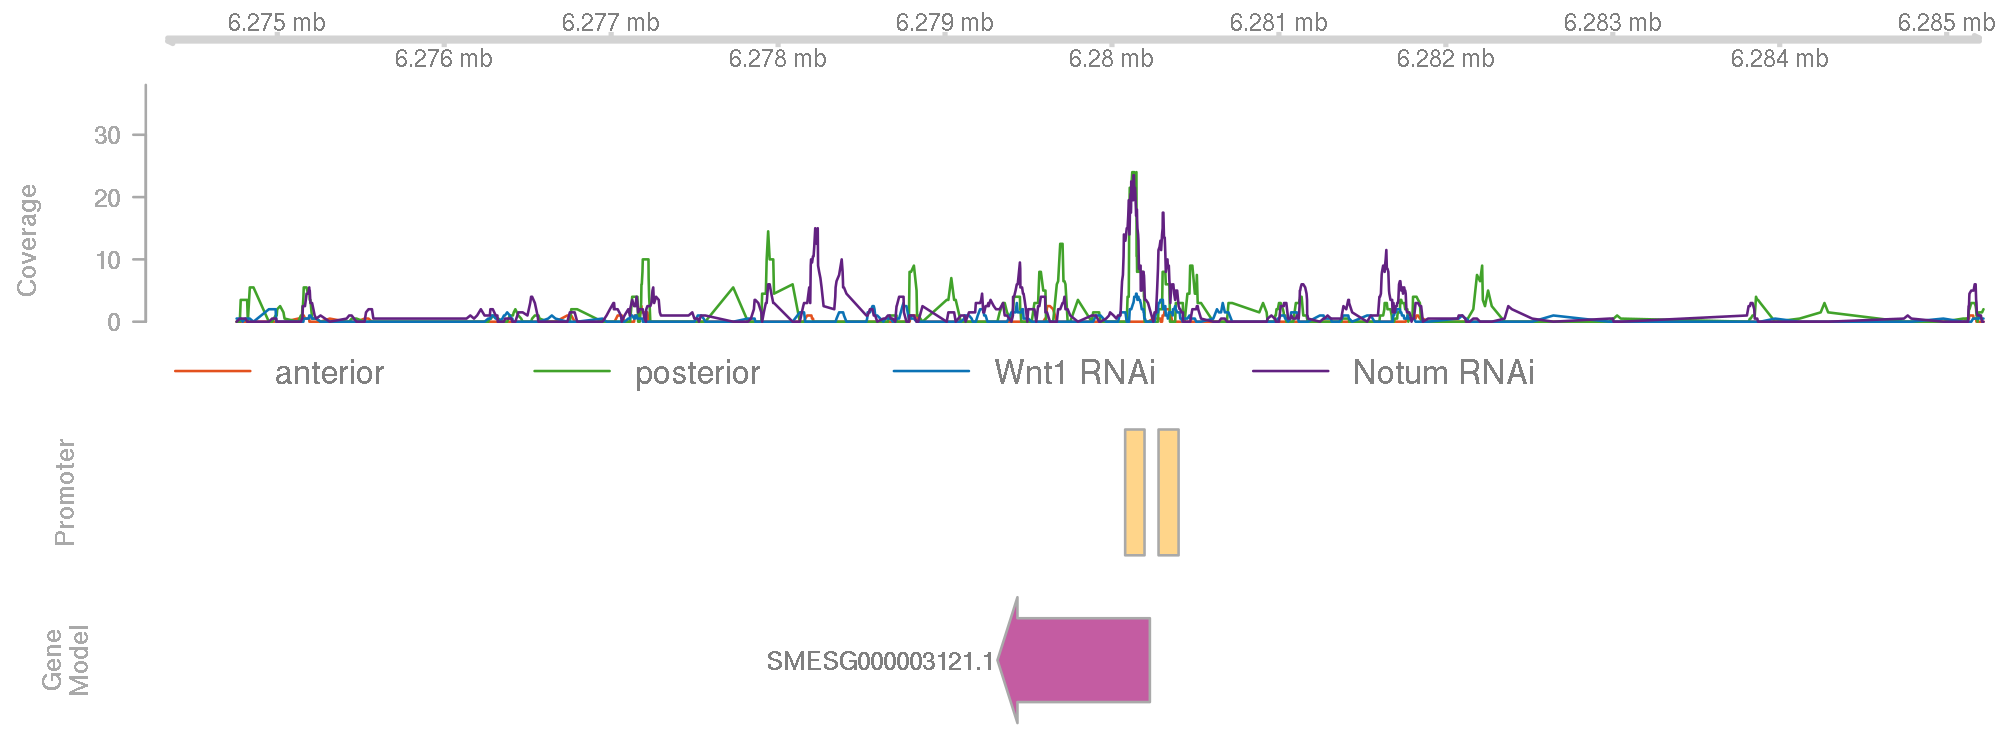 6.275 mb 6.277 mb 6.279 mb 6.281 mb 6.283 mb 6.285 mb
6.276 mb 6.278 mb 6.28 mb 6.282 mb 6.284 mb
Coverage
30
20
10
0
anterior posterior Wnt1 RNAi Notum RNAi
Promoter
Gene
Model
SMESG000003121.1